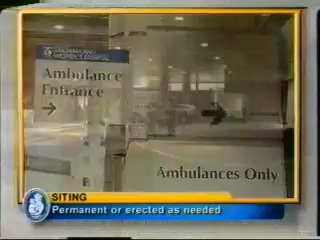 BRIGHAM AND
WOMEN'S HOSPITAL
Ambulance
Entrance
Ambulances Only
SITING
Permanent or erected as needed